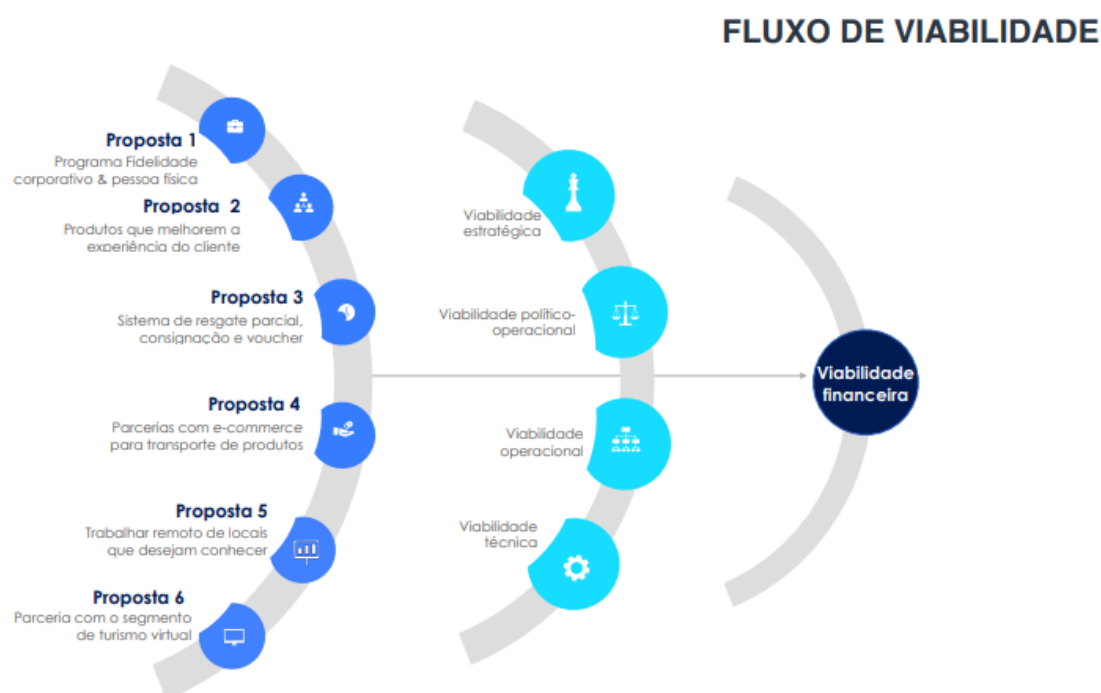 FLUXO DE VIABILIDADE
Proposta 1
Programa Fidelidade
corporativo & pessoa física
Proposta 2
Produtos que melhorem a
experiência do cliente
Proposta 3
Sistema de resgate parcial,
consignação e voucher
Proposta 4
Parcerias com e-commerce
para transporte de produtos
Proposta 5
Trabalhar remoto de locais
que desejam conhecer
Proposta 6
Parceria com o segmento
de turismo virtual
Viabilidade
estratégica
Viabilidade político-
operacional
Viabilidade
operacional
Viabilidade
técnica
Viabilidade
financeira